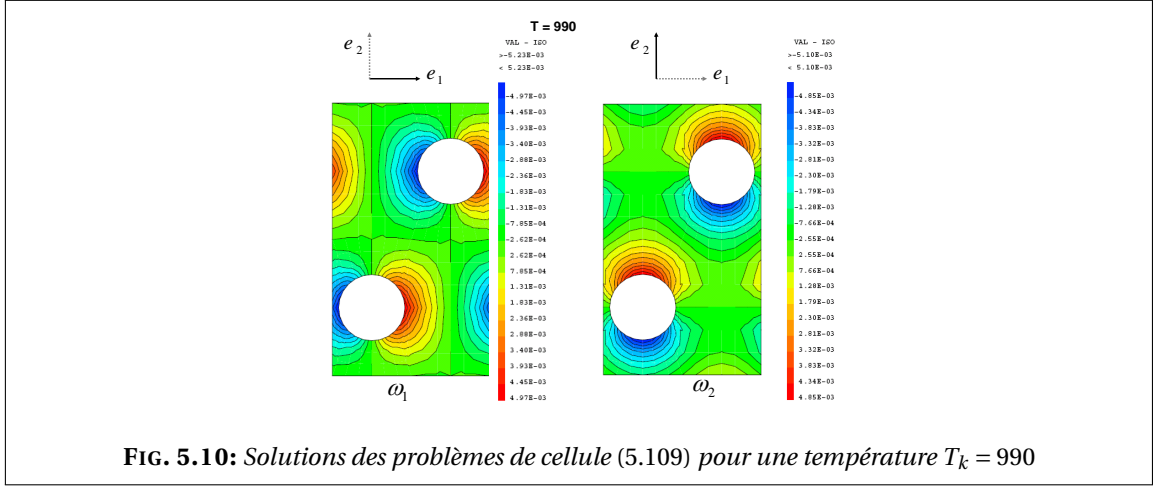 T = 990
e2
e1
VAL - ISO
>-5.23E-03
< 5.23E-03
-4.97E-03
-4.45E-03
-3.93E-03
-3.40E-03
-2.88E-03
-2.36E-03
-1.83E-03
-1.31E-03
-7.85E-04
-2.62E-04
2.62E-04
7.85E-04
1.31E-03
1.83E-03
2.36E-03
2.88E-03
3.40E-03
3.93E-03
4.45E-03
4.97E-03
ω1
e2
e1
VAL - ISO
>-5.10E-03
< 5.10E-03
-4.85E-03
-4.34E-03
-3.83E-03
-3.32E-03
-2.81E-03
-2.30E-03
-1.79E-03
-1.28E-03
-7.66E-04
-2.55E-04
2.55E-04
7.66E-04
1.28E-03
1.79E-03
2.30E-03
2.81E-03
3.32E-03
3.83E-03
4.34E-03
4.85E-03
ω2
FIG. 5.10: Solutions des problèmes de cellule (5.109) pour une température Tk = 990